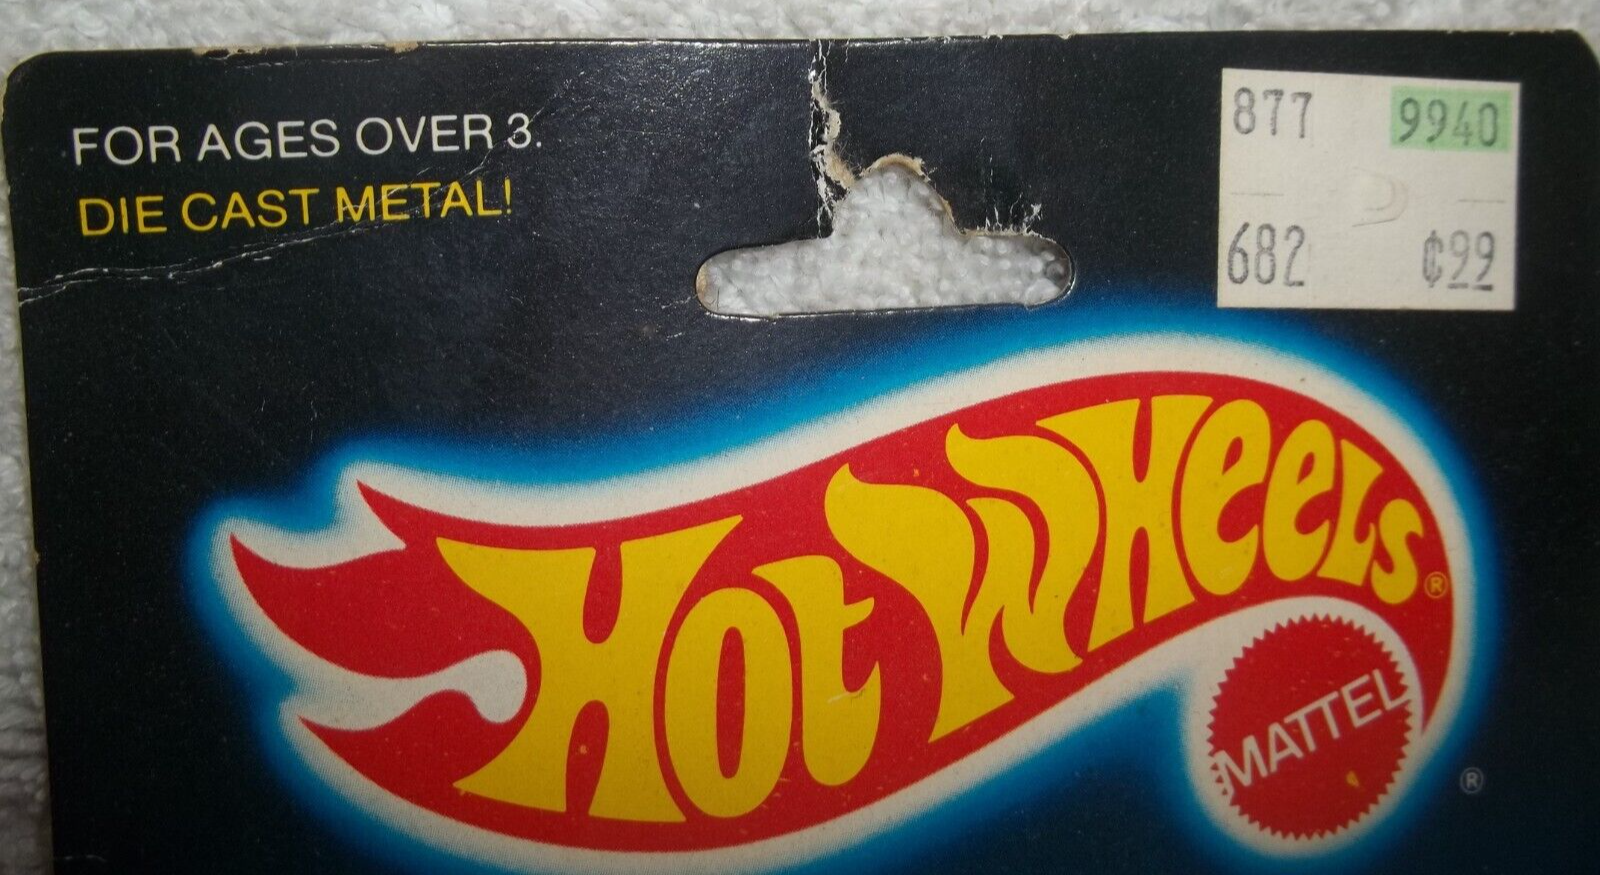 FOR AGES OVER 3.
DIE CAST METAL!
877 9940
682 ¢99
HOT WHEELS ®
MATTEL
®